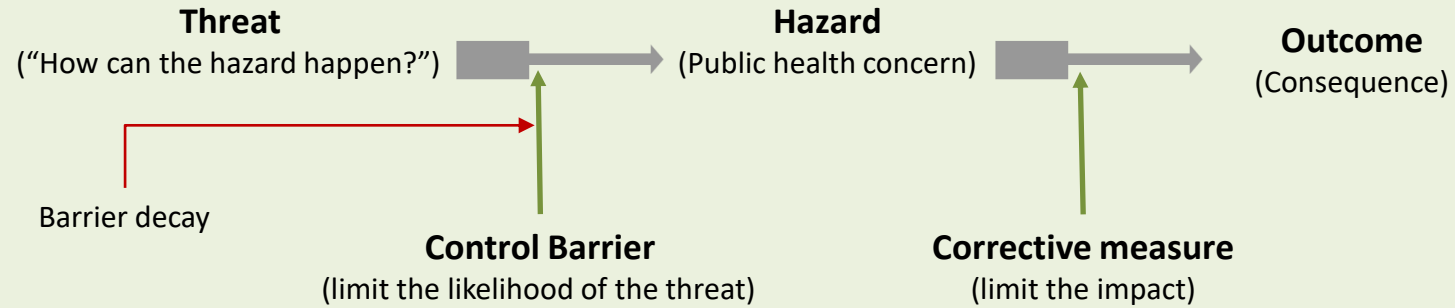 Threat
(“How can the hazard happen?”)
Hazard
(Public health concern)
Outcome
(Consequence)
Barrier decay
Control Barrier
(limit the likelihood of the threat)
Corrective measure
(limit the impact)